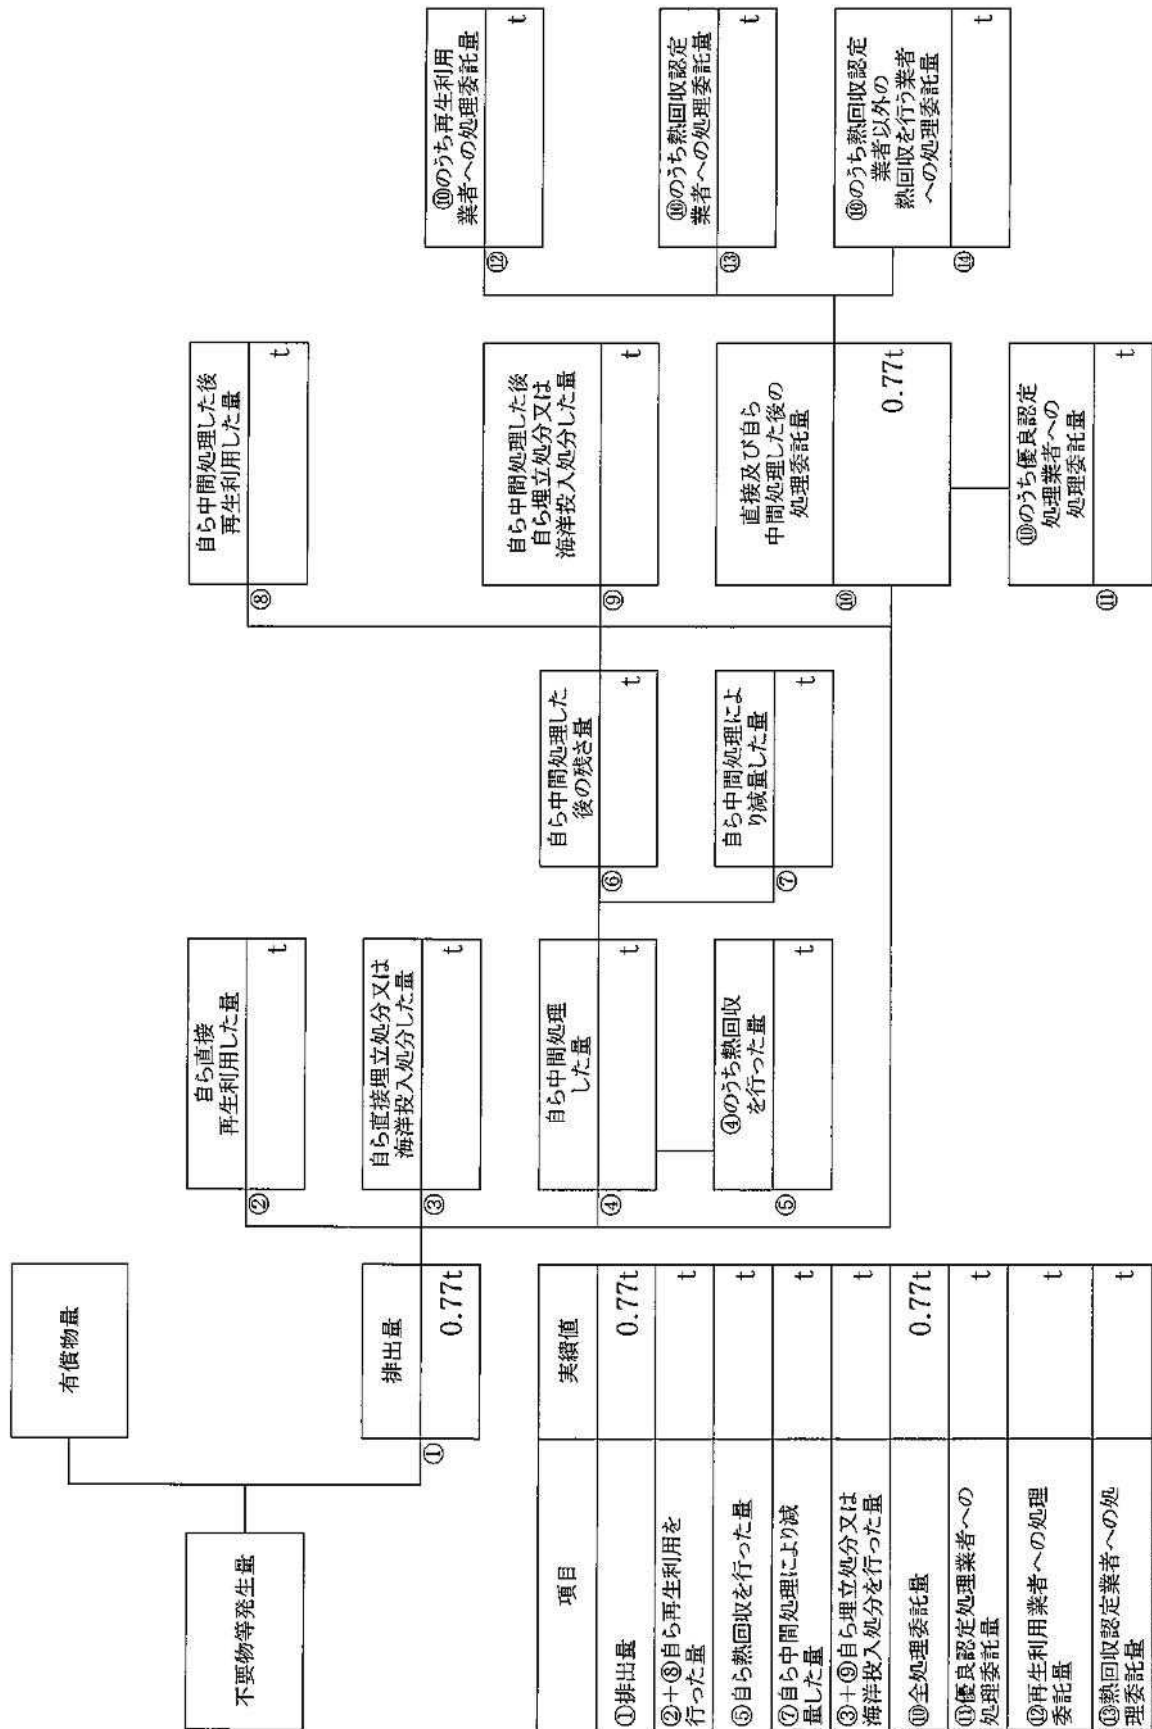 不要物等発生量
有償物量
排出量
①
0.77t
自ら直接
再生利用した量
②
t
自ら直接埋立処分又は
海洋投入処分した量
③
t
自ら中間処理
した量
④
t
④のうち熱回収
を行った量
⑤
t
自ら中間処理した
後の残さ量
⑥
t
自ら中間処理によ
り減量した量
⑦
t
自ら中間処理した後
再生利用した量
⑧
t
自ら中間処理した後
自ら埋立処分又は
海洋投入処分した量
⑨
t
直接及び自ら
中間処理した後の
処理委託量
⑩
0.77t
⑩のうち優良認定
処理業者への
処理委託量
⑪
t
⑩のうち再生利用
業者への処理委託量
⑫
t
⑩のうち熱回収認定
業者への処理委託量
⑬
t
⑩のうち熱回収認定
業者以外の
熱回収を行う業者
への処理委託量
⑭
t
項目 実績値
①排出量 0.77t
②+⑧自ら再生利用を
行った量 t
⑤自ら熱回収を行った量 t
⑦自ら中間処理により減
量した量 t
③+⑨自ら埋立処分又は
海洋投入処分を行った量 t
⑩全処理委託量 0.77t
⑪優良認定処理業者への
処理委託量 t
⑫再生利用業者への処理
委託量 t
⑬熱回収認定業者への処
理委託量 t